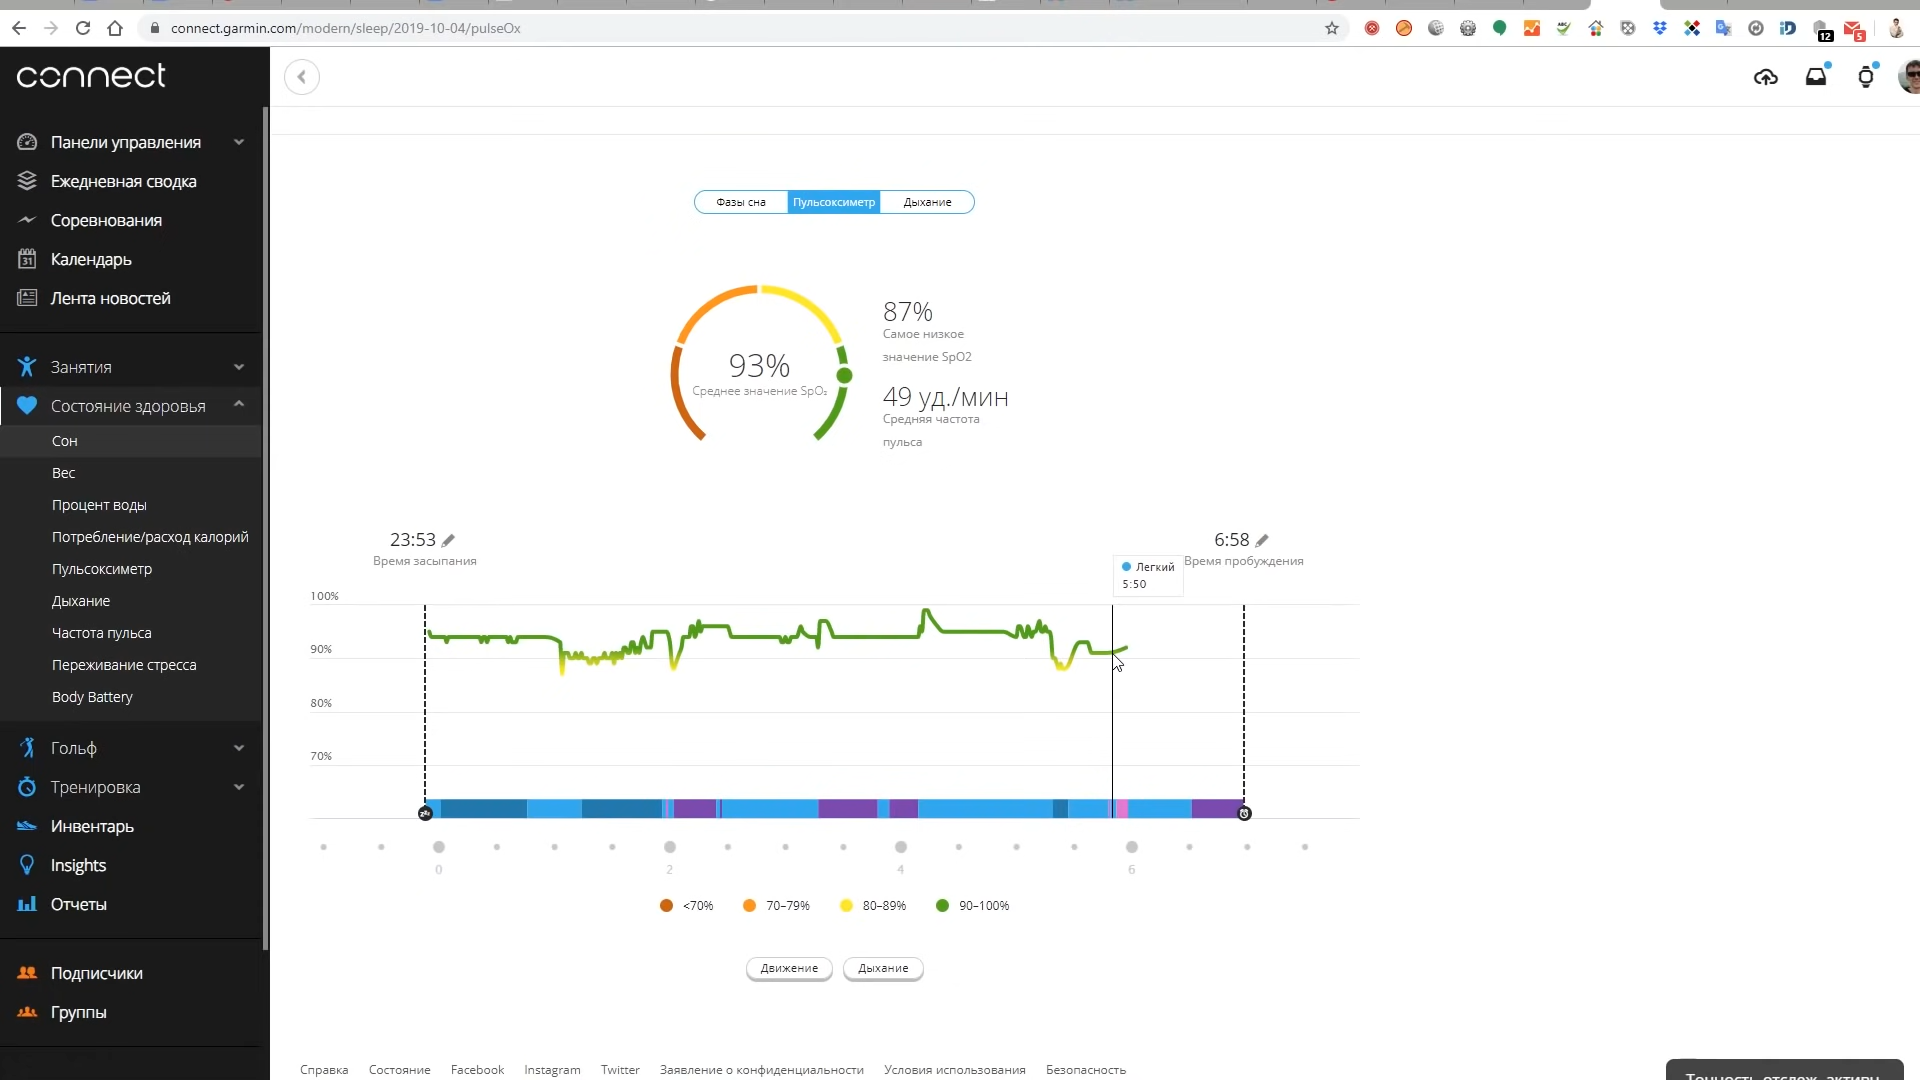 connect.garmin.com/modern/sleep/2019-10-04/pulseOx
12
5
connect
Панели управления
Ежедневная сводка
Соревнования
31
Календарь
Лента новостей
Занятия
Состояние здоровья
Сон
Вес
Процент воды
Потребление/расход калорий
Пульсоксиметр
Дыхание
Частота пульса
Переживание стресса
Body Battery
Гольф
Тренировка
Инвентарь
Insights
Отчеты
Подписчики
Группы
Фазы сна
Пульсоксиметр
Дыхание
93%
Среднее значение SpO₂
87%
Самое низкое
значение SpO2
49 уд./мин
Средняя частота
пульса
23:53
Время засыпания
6:58
Время пробуждения
Легкий
5:50
100%
90%
80%
70%
0
2
4
6
<70%
70–79%
80–89%
90–100%
Движение
Дыхание
Справка
Состояние
Facebook
Instagram
Twitter
Заявление о конфиденциальности
Условия использования
Безопасность